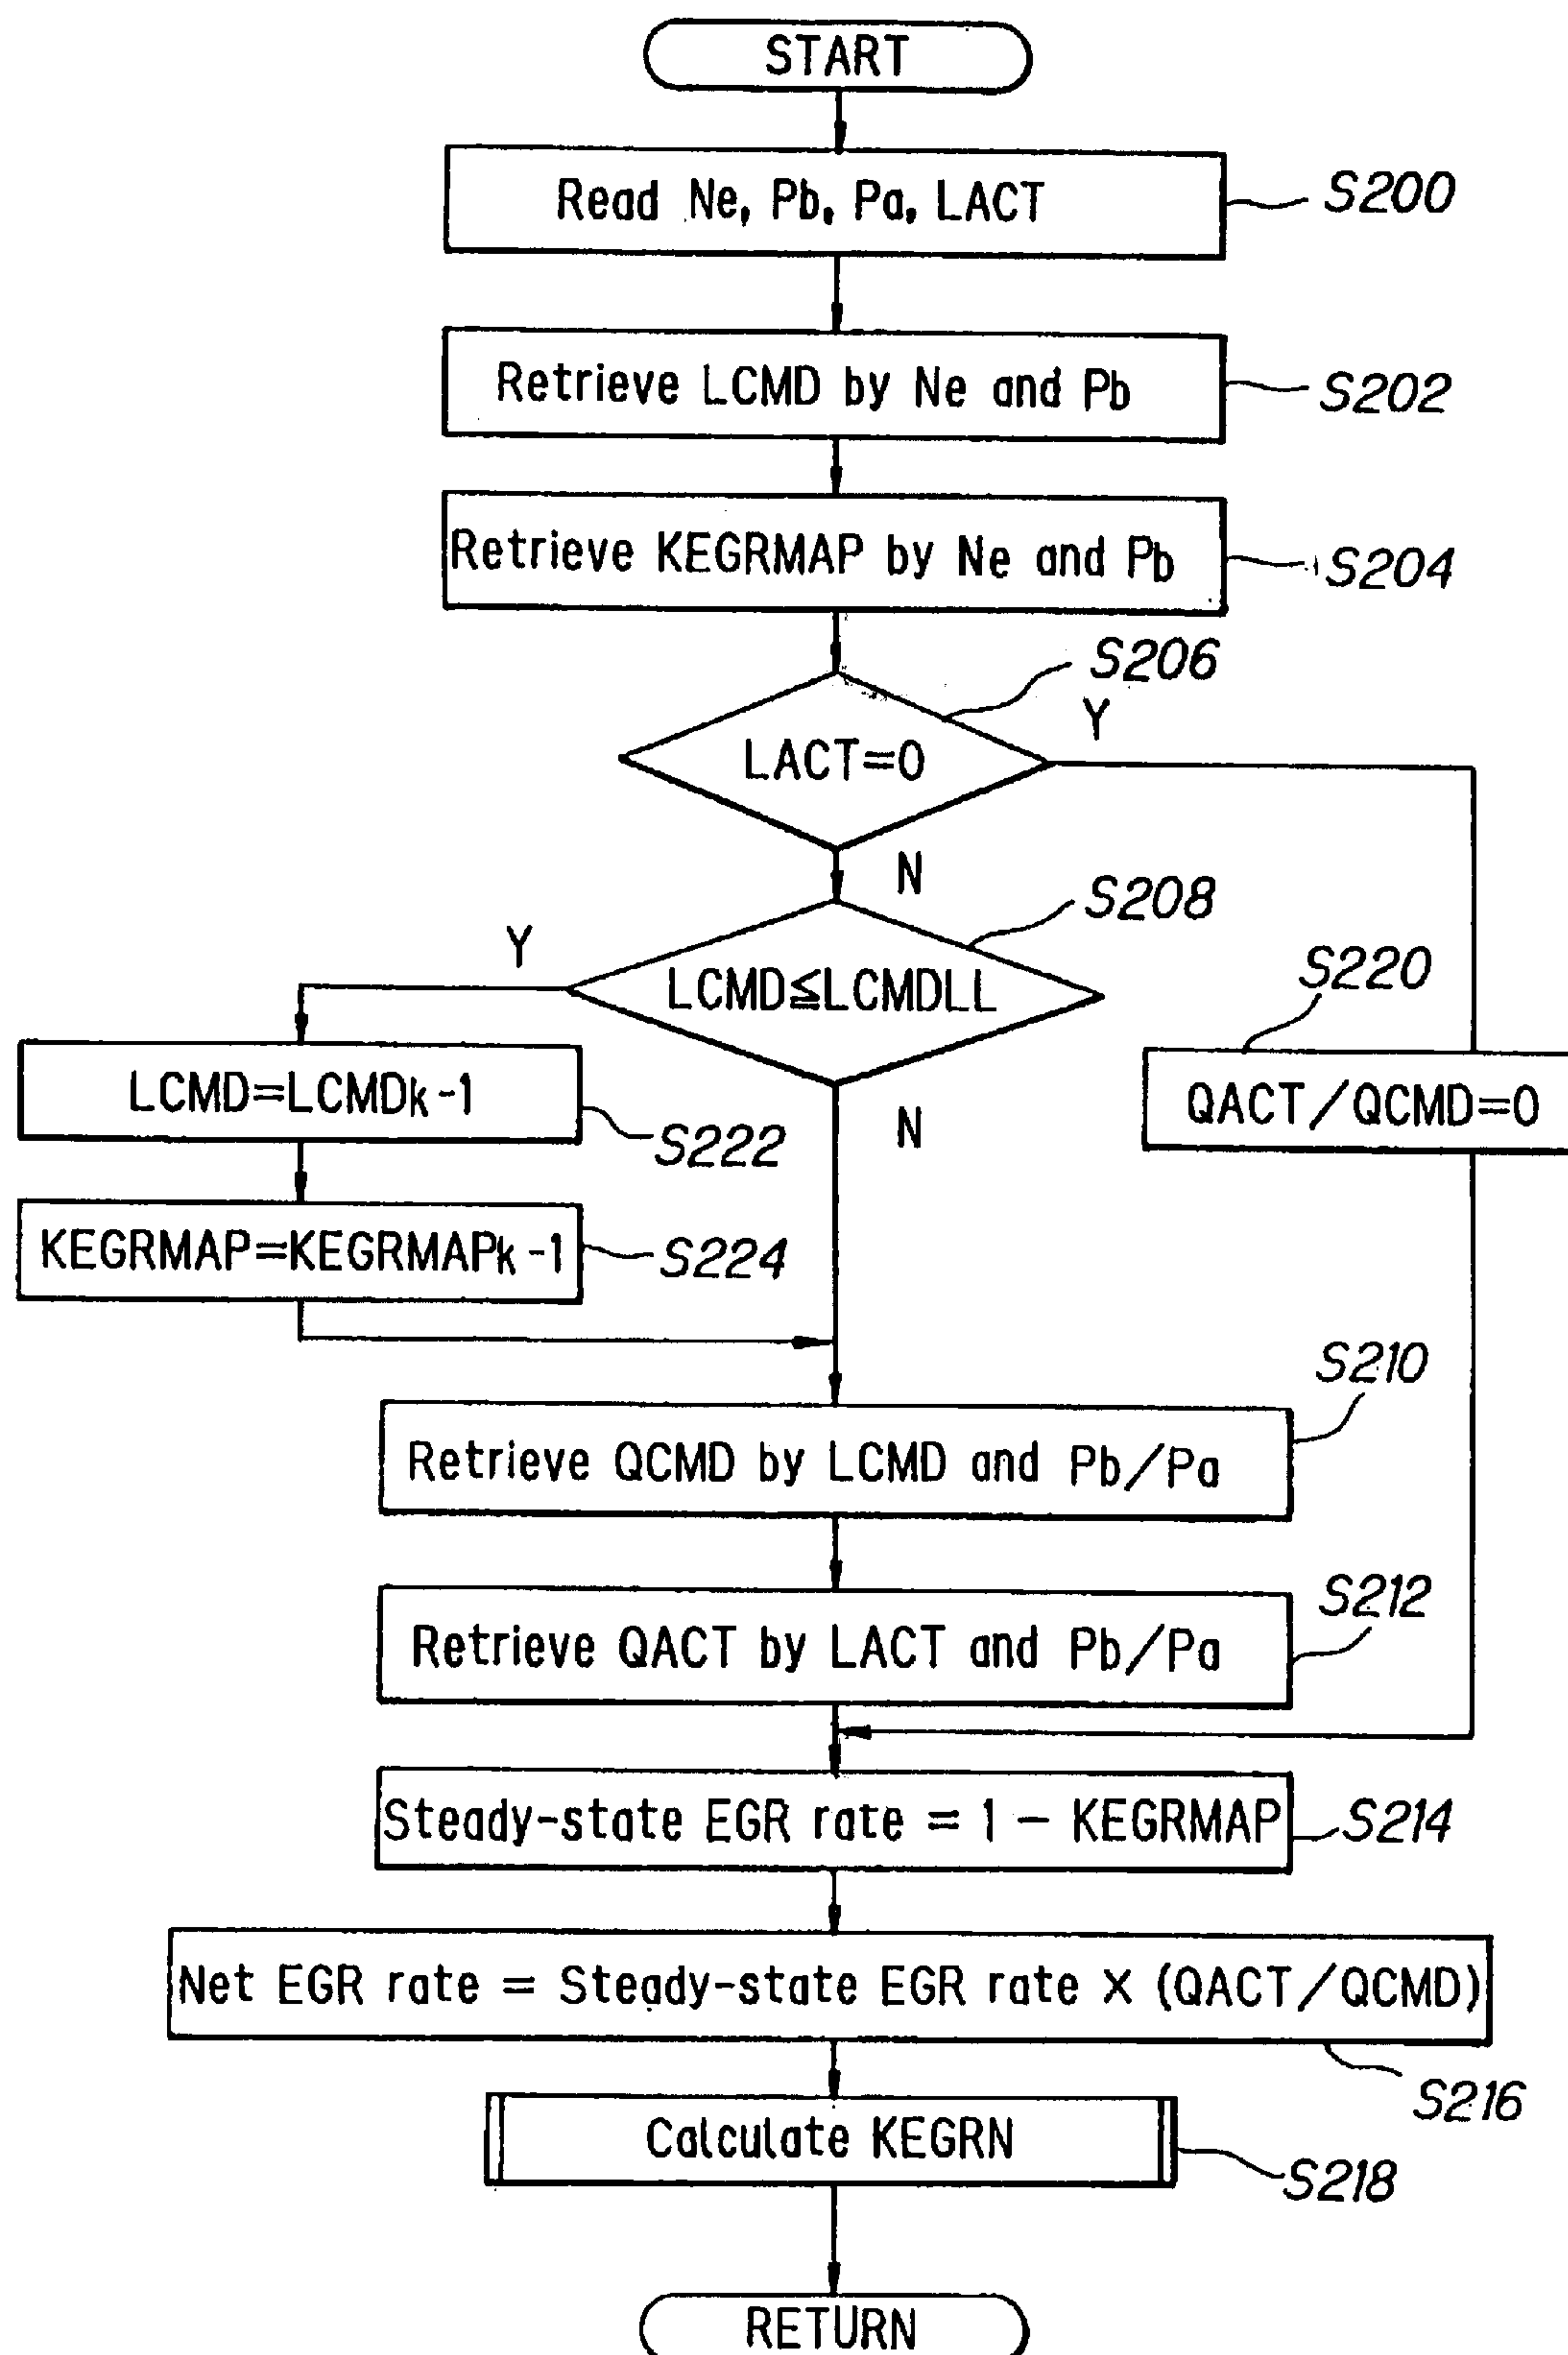 START
Read Ne, Pb, Pa, LACT
S200
Retrieve LCMD by Ne and Pb
S202
Retrieve KEGRMAP by Ne and Pb
S204
S206
LACT=0
Y
N
S208
LCMD≦LCMDLL
Y
N
S220
QACT/QCMD=0
LCMD=LCMDk-1
S222
KEGRMAP=KEGRMAPk-1
S224
S210
Retrieve QCMD by LCMD and Pb/Pa
S212
Retrieve QACT by LACT and Pb/Pa
Steady-state EGR rate = 1 - KEGRMAP
S214
Net EGR rate = Steady-state EGR rate × (QACT/QCMD)
S216
Calculate KEGRN
S218
RETURN